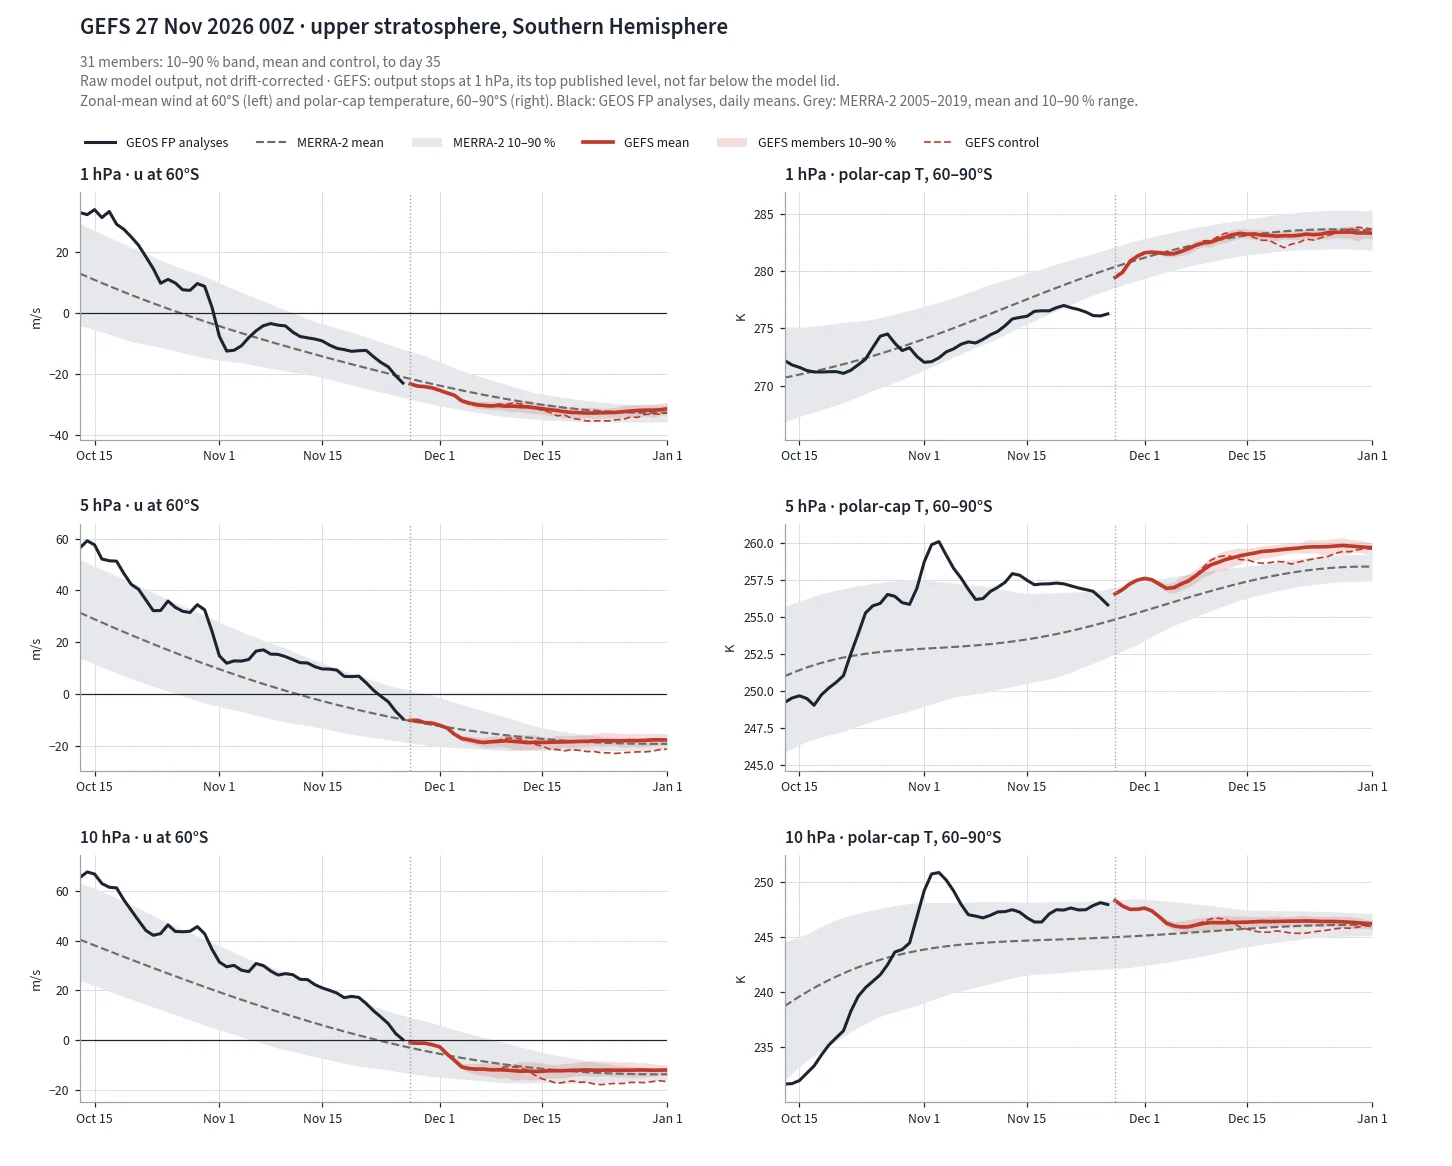 GEFS 27 Nov 2026 00Z · upper stratosphere, Southern Hemisphere
31 members: 10–90 % band, mean and control, to day 35
Raw model output, not drift-corrected · GEFS: output stops at 1 hPa, its top published level, not far below the model lid.
Zonal-mean wind at 60°S (left) and polar-cap temperature, 60–90°S (right). Black: GEOS FP analyses, daily means. Grey: MERRA-2 2005–2019, mean and 10–90 % range.
GEOS FP analyses MERRA-2 mean MERRA-2 10–90 % GEFS mean GEFS members 10–90 % GEFS control
1 hPa · u at 60°S
20
0
−20
−40
m/s
Oct 15 Nov 1 Nov 15 Dec 1 Dec 15 Jan 1
1 hPa · polar-cap T, 60–90°S
285
280
275
270
K
Oct 15 Nov 1 Nov 15 Dec 1 Dec 15 Jan 1
5 hPa · u at 60°S
60
40
20
0
−20
m/s
Oct 15 Nov 1 Nov 15 Dec 1 Dec 15 Jan 1
5 hPa · polar-cap T, 60–90°S
260.0
257.5
255.0
252.5
250.0
247.5
245.0
K
Oct 15 Nov 1 Nov 15 Dec 1 Dec 15 Jan 1
10 hPa · u at 60°S
60
40
20
0
−20
m/s
Oct 15 Nov 1 Nov 15 Dec 1 Dec 15 Jan 1
10 hPa · polar-cap T, 60–90°S
250
245
240
235
K
Oct 15 Nov 1 Nov 15 Dec 1 Dec 15 Jan 1